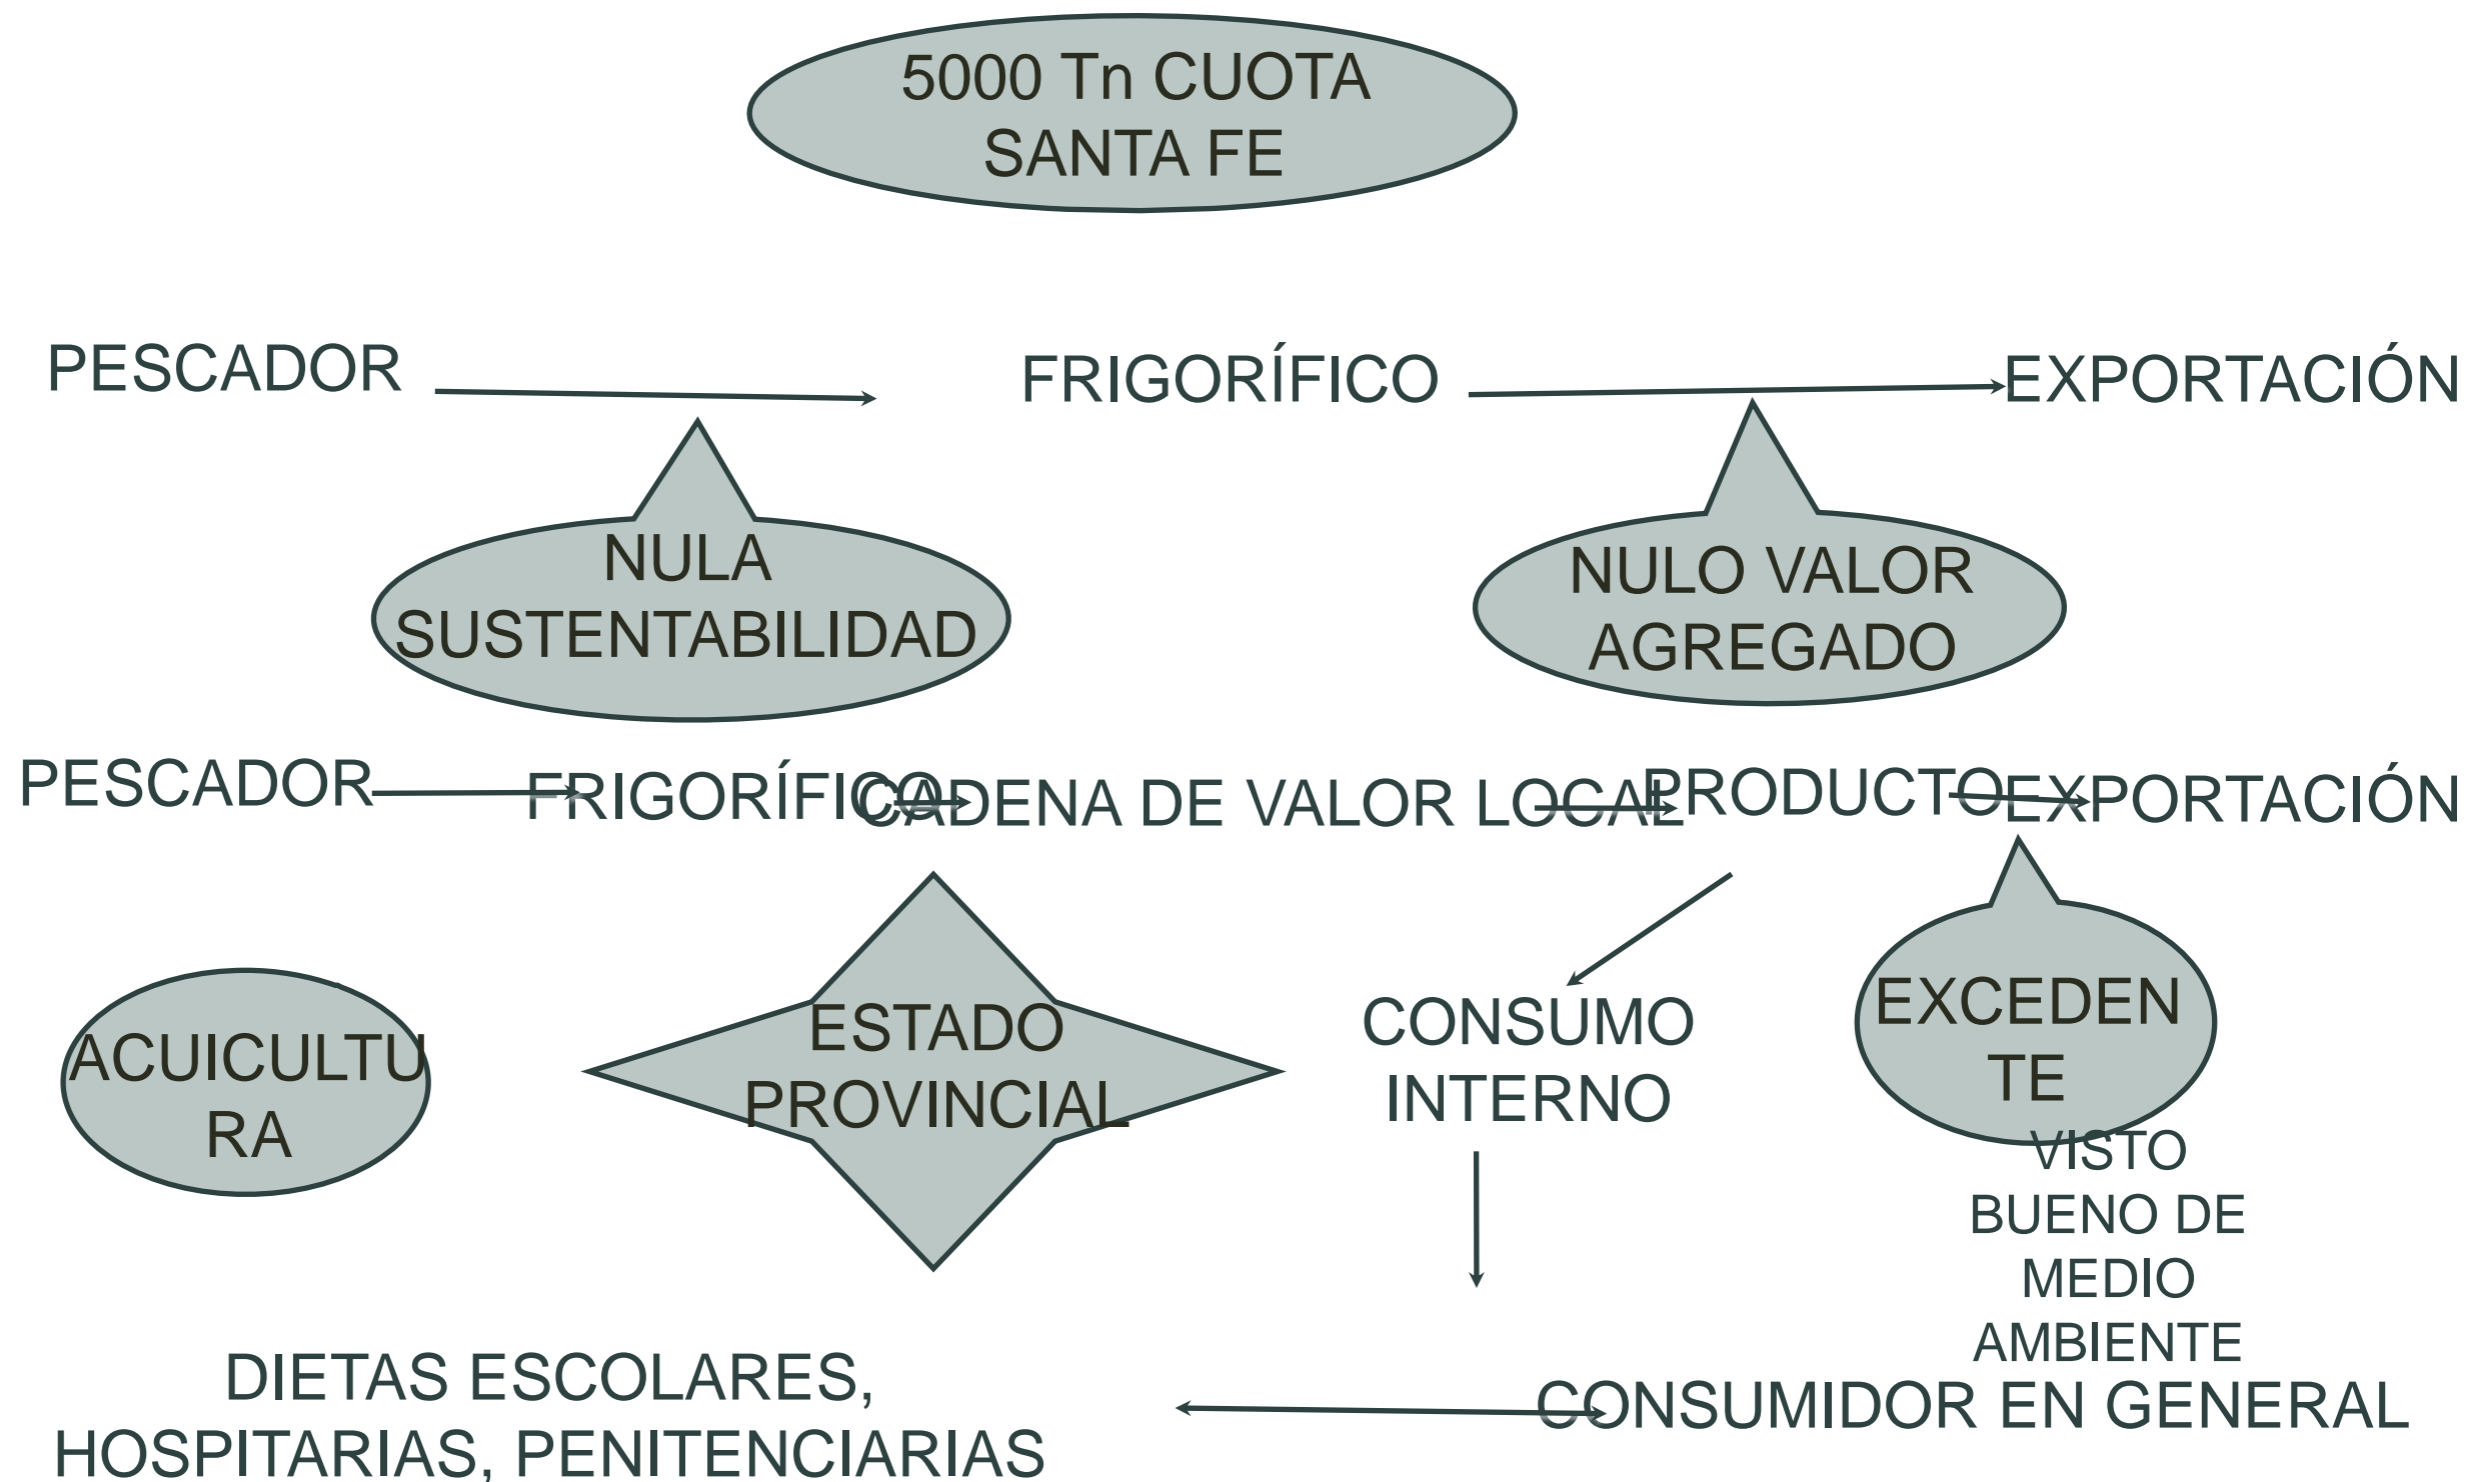 5000 Tn CUOTA
SANTA FE
PESCADOR
FRIGORÍFICO
EXPORTACIÓN
NULA
SUSTENTABILIDAD
NULO VALOR
AGREGADO
PESCADOR
FRIGORÍFICO
CADENA DE VALOR LOCAL
PRODUCTO
EXPORTACIÓN
ACUICULTU
RA
ESTADO
PROVINCIAL
CONSUMO
INTERNO
EXCEDEN
TE
VISTO
BUENO DE
MEDIO
AMBIENTE
DIETAS ESCOLARES,
HOSPITARIAS, PENITENCIARIAS
CONSUMIDOR EN GENERAL